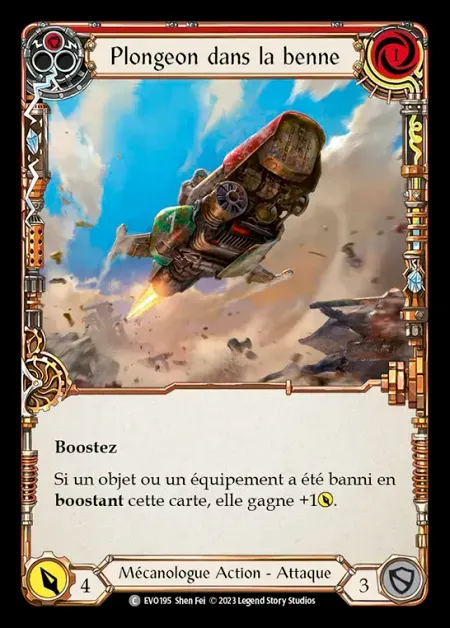 Plongeon dans la benne
1
Boostez
Si un objet ou un équipement a été banni en
boostant cette carte, elle gagne +1.
4
Mécanologue Action - Attaque
3
C EVO195 Shen Fei © 2023 Legend Story Studios